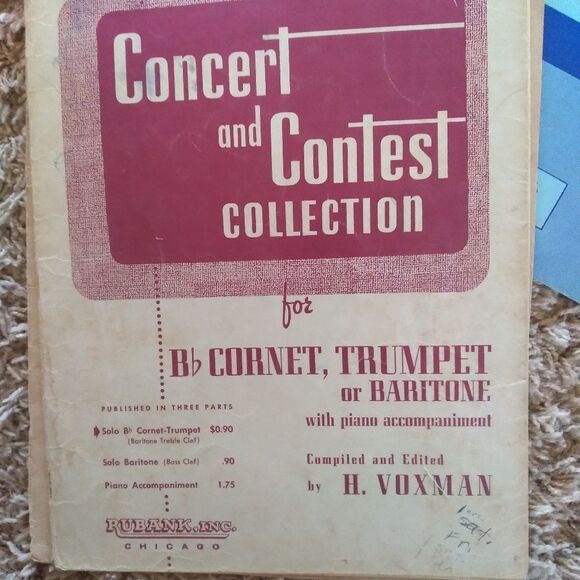 Concert
and Contest
COLLECTION
for
B♭ CORNET, TRUMPET
or BARITONE
with piano accompaniment
PUBLISHED IN THREE PARTS
Solo B♭ Cornet-Trumpet $0.90
(Baritone Treble Clef)
Solo Baritone (Bass Clef) .90
Piano Accompaniment 1.75
Compiled and Edited
by H. VOXMAN
RUBANK, INC.
CHICAGO